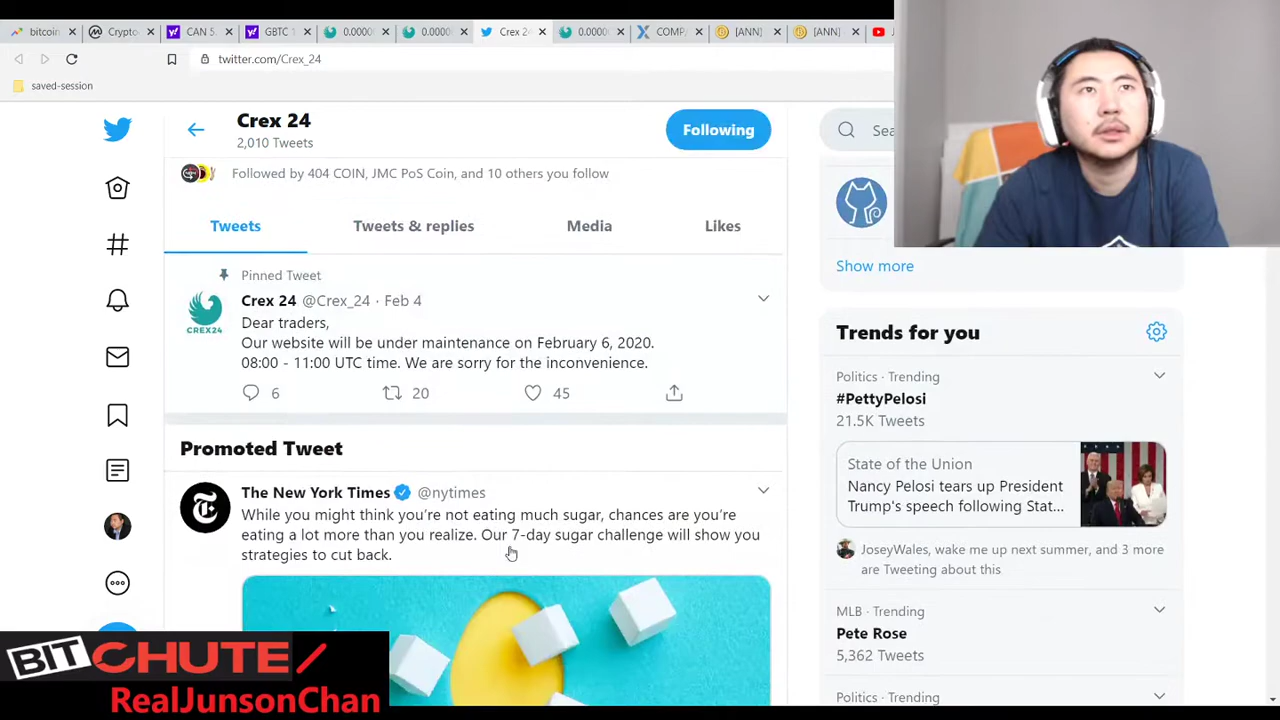 bitcoin
Crypto
CAN 5.
GBTC 1
0.0000
0.0000
Crex 24
0.0000
COMP.
[ANN]
[ANN]
twitter.com/Crex_24
saved-session
Crex 24
2,010 Tweets
Following
Sea
Followed by 404 COIN, JMC PoS Coin, and 10 others you follow
Tweets
Tweets & replies
Media
Likes
Show more
Pinned Tweet
Crex 24 @Crex_24 · Feb 4
CREX24
Dear traders,
Our website will be under maintenance on February 6, 2020.
08:00 - 11:00 UTC time. We are sorry for the inconvenience.
6
20
45
Promoted Tweet
The New York Times @nytimes
While you might think you're not eating much sugar, chances are you're
eating a lot more than you realize. Our 7-day sugar challenge will show you
strategies to cut back.
Trends for you
Politics · Trending
#PettyPelosi
21.5K Tweets
State of the Union
Nancy Pelosi tears up President
Trump's speech following Stat...
JoseyWales, wake me up next summer, and 3 more
are Tweeting about this
MLB · Trending
Pete Rose
5,362 Tweets
Politics · Trending
BITCHUTE/
RealJunsonChan